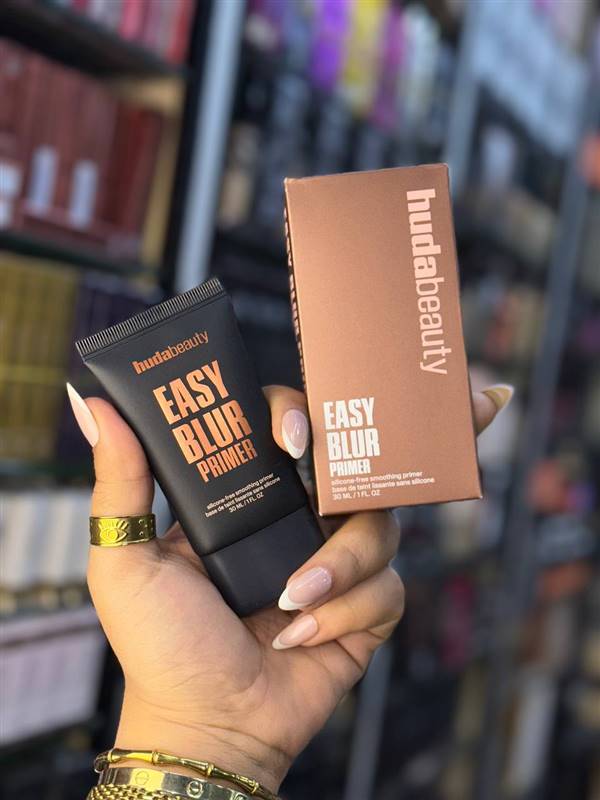 hudabeauty
EASY
BLUR
PRIMER
silicone-free smoothing primer
base de teint lissante sans silicone
30 ML / 1 FL. OZ
hudabeauty
EASY
BLUR
PRIMER
silicone-free smoothing primer
base de teint lissante sans silicone
30 ML / 1 FL. OZ